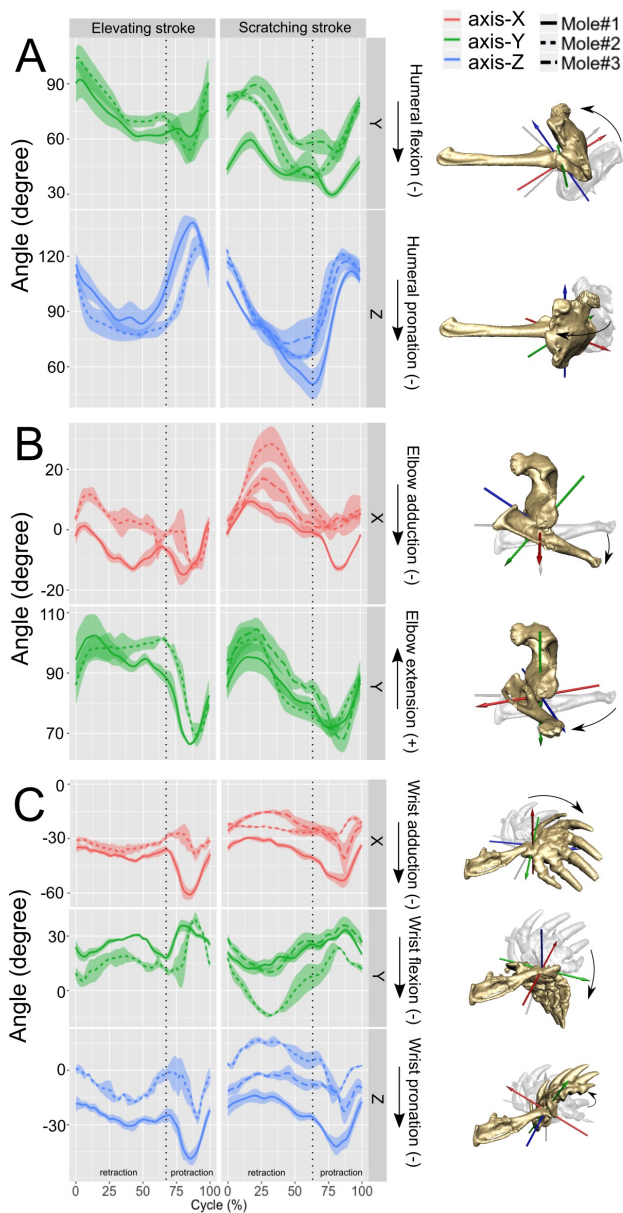 A
Elevating stroke
Scratching stroke
axis-X
axis-Y
axis-Z
Mole#1
Mole#2
Mole#3
Angle (degree)
90
60
30
Y
Humeral flexion (-)
120
90
60
Z
Humeral pronation (-)
B
Angle (degree)
20
0
-20
X
Elbow adduction (-)
110
90
70
Y
Elbow extension (+)
C
Angle (degree)
0
-30
-60
X
Wrist adduction (-)
30
0
Y
Wrist flexion (-)
0
-30
Z
Wrist pronation (-)
retraction
protraction
retraction
protraction
0
25
50
75
100
0
25
50
75
100
Cycle (%)